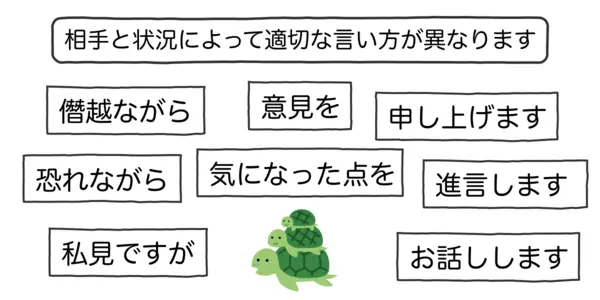 相手と状況によって適切な言い方が異なります
僭越ながら
意見を
申し上げます
恐れながら
気になった点を
進言します
私見ですが
お話しします